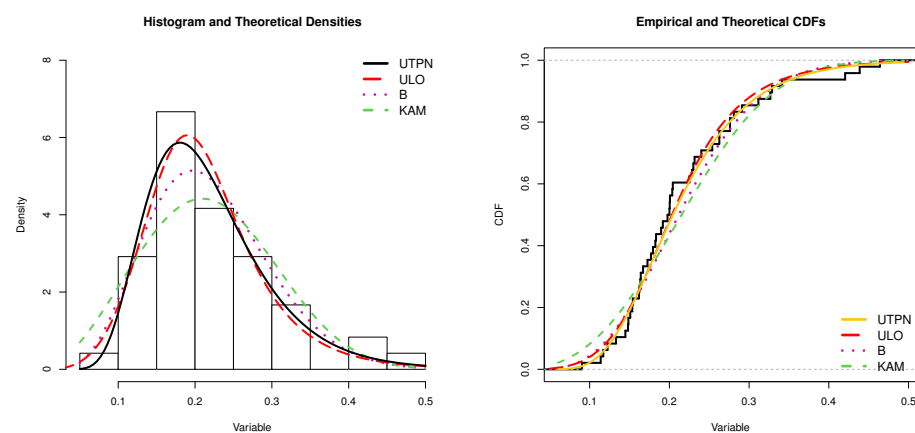 Histogram and Theoretical Densities
8
UTPN
ULO
B
KAM
6
4
2
0
Density
0.1 0.2 0.3 0.4 0.5
Variable
Empirical and Theoretical CDFs
1.0
0.8
0.6
0.4
0.2
0.0
CDF
UTPN
ULO
B
KAM
0.1 0.2 0.3 0.4 0.5
Variable